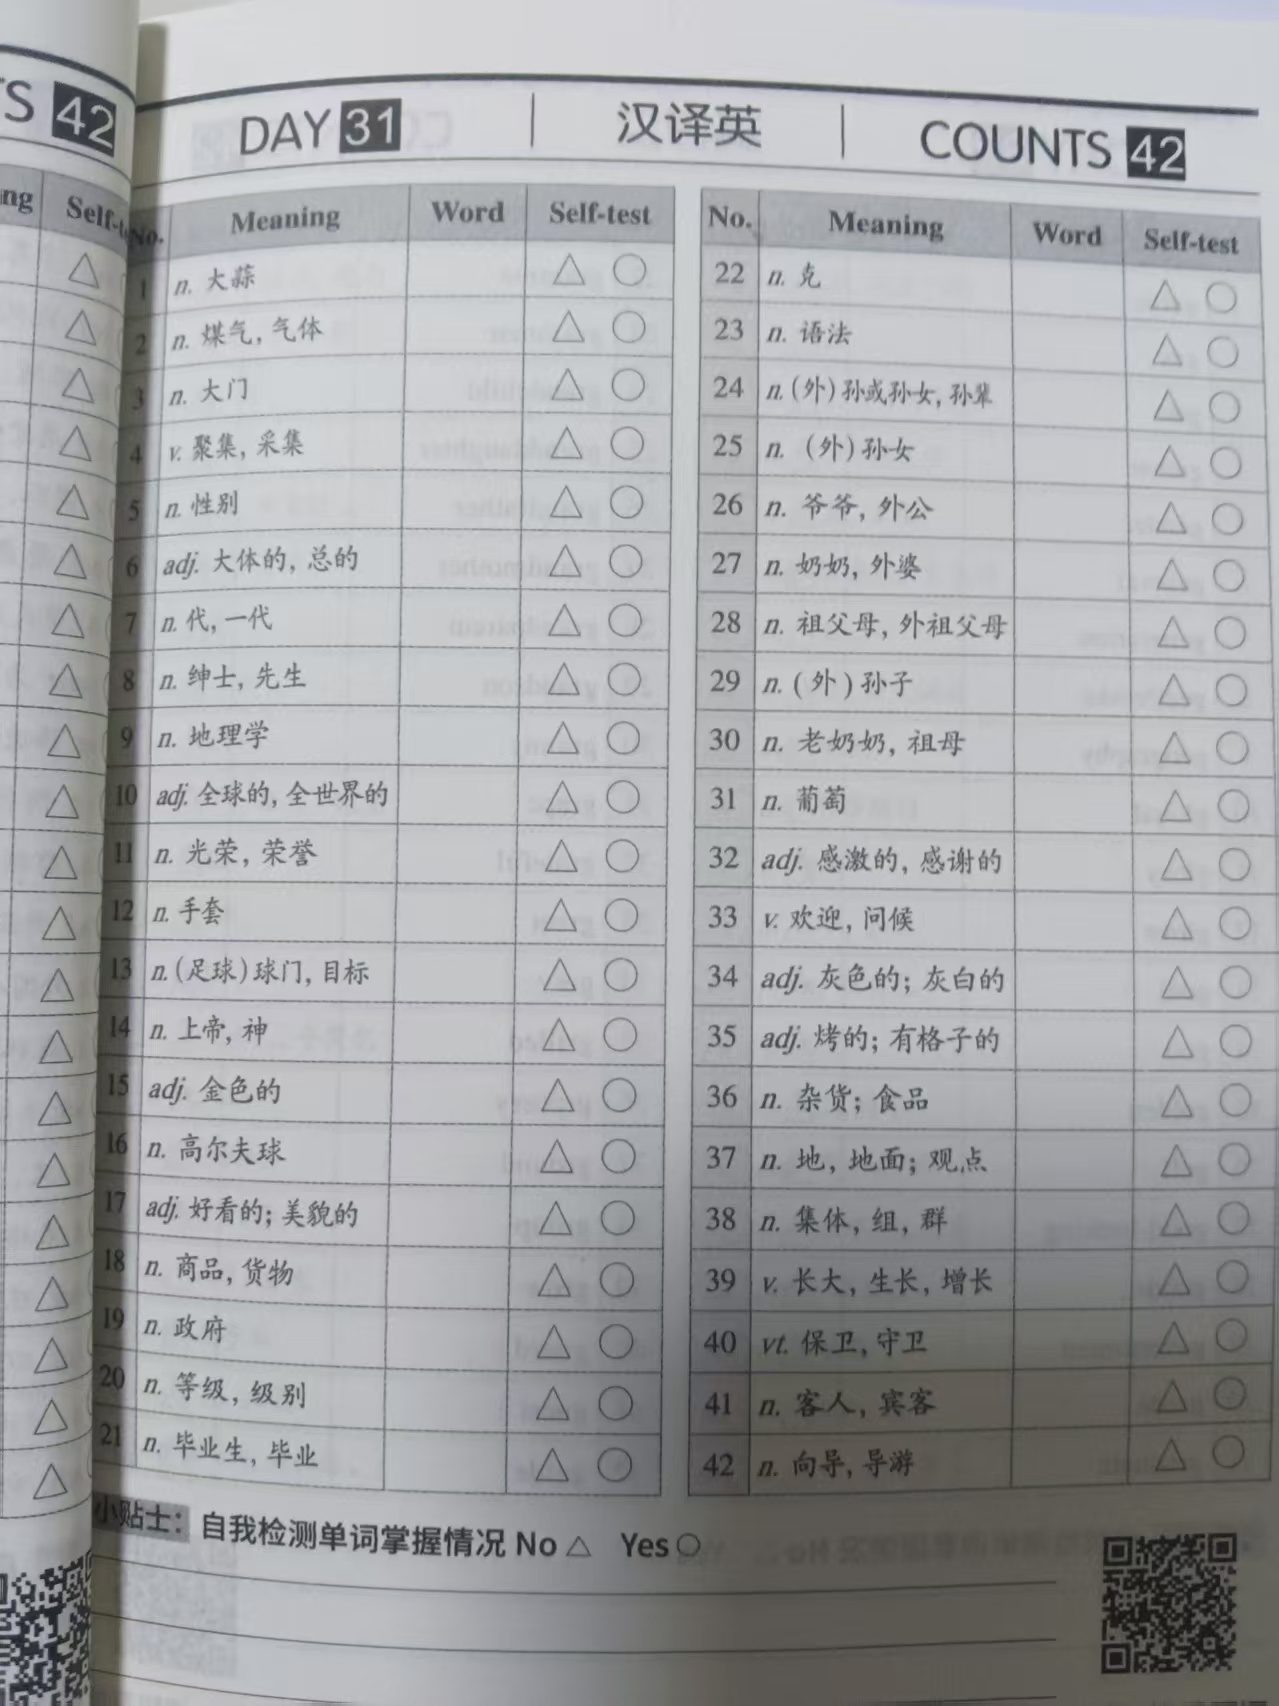 TS 42
ng Self-t
DAY 31 汉译英 COUNTS 42
No. Meaning Word Self-test
1 n. 大蒜
2 n. 煤气, 气体
3 n. 大门
4 v. 聚集, 采集
5 n. 性别
6 adj. 大体的, 总的
7 n. 代, 一代
8 n. 绅士, 先生
9 n. 地理学
10 adj. 全球的, 全世界的
11 n. 光荣, 荣誉
12 n. 手套
13 n. (足球) 球门, 目标
14 n. 上帝, 神
15 adj. 金色的
16 n. 高尔夫球
17 adj. 好看的; 美貌的
18 n. 商品, 货物
19 n. 政府
20 n. 等级, 级别
21 n. 毕业生, 毕业
No. Meaning Word Self-test
22 n. 克
23 n. 语法
24 n. (外) 孙或孙女, 孙辈
25 n. (外) 孙女
26 n. 爷爷, 外公
27 n. 奶奶, 外婆
28 n. 祖父母, 外祖父母
29 n. (外) 孙子
30 n. 老奶奶, 祖母
31 n. 葡萄
32 adj. 感激的, 感谢的
33 v. 欢迎, 问候
34 adj. 灰色的; 灰白的
35 adj. 烤的; 有格子的
36 n. 杂货; 食品
37 n. 地, 地面; 观点
38 n. 集体, 组, 群
39 v. 长大, 生长, 增长
40 vt. 保卫, 守卫
41 n. 客人, 宾客
42 n. 向导, 导游
小贴士: 自我检测单词掌握情况 No △ Yes ○